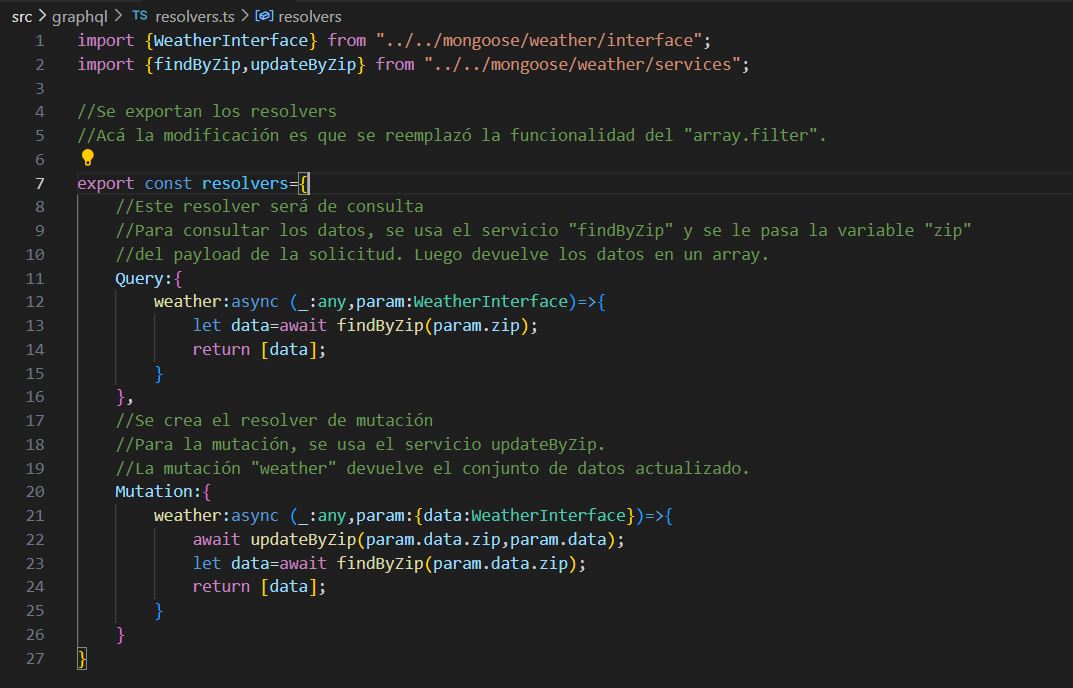 src > graphql > TS resolvers.ts > resolvers
1 import {WeatherInterface} from "../../mongoose/weather/interface";
2 import {findByZip,updateByZip} from "../../mongoose/weather/services";
3
4 //Se exportan los resolvers
5 //Acá la modificación es que se reemplazó la funcionalidad del "array.filter".
6
7 export const resolvers={
8     //Este resolver será de consulta
9     //Para consultar los datos, se usa el servicio "findByZip" y se le pasa la variable "zip"
10     //del payload de la solicitud. Luego devuelve los datos en un array.
11     Query:{
12         weather:async (_:any,param:WeatherInterface)=>{
13             let data=await findByZip(param.zip);
14             return [data];
15         }
16     },
17     //Se crea el resolver de mutación
18     //Para la mutación, se usa el servicio updateByZip.
19     //La mutación "weather" devuelve el conjunto de datos actualizado.
20     Mutation:{
21         weather:async (_:any,param:{data:WeatherInterface})=>{
22             await updateByZip(param.data.zip,param.data);
23             let data=await findByZip(param.data.zip);
24             return [data];
25         }
26     }
27 }